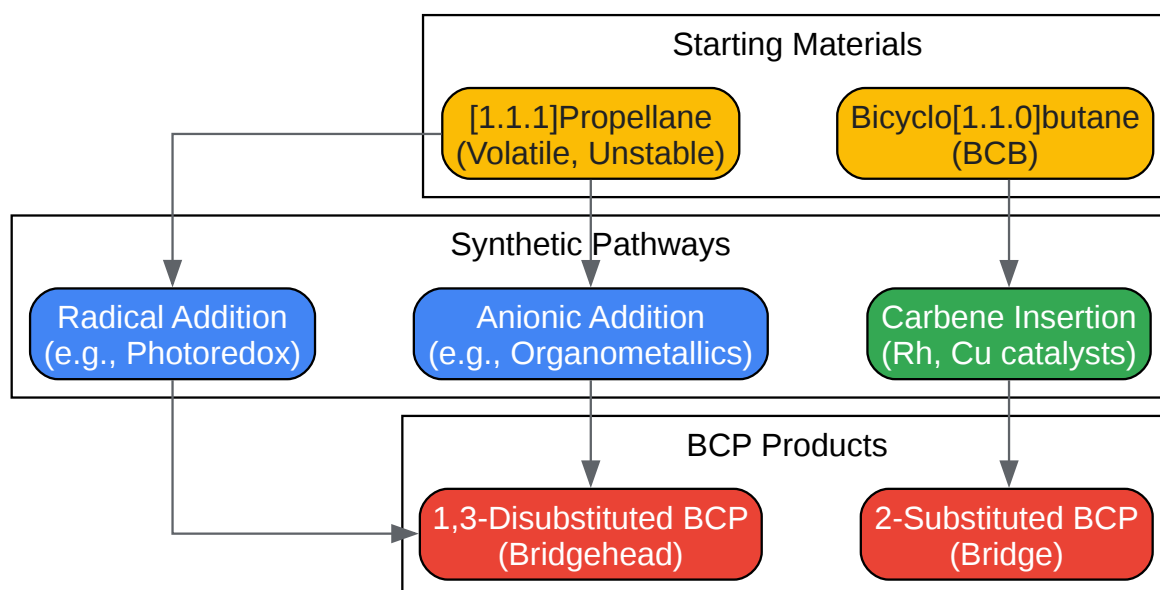 Starting Materials
[1.1.1]Propellane
(Volatile, Unstable)
Bicyclo[1.1.0]butane
(BCB)
Synthetic Pathways
Radical Addition
(e.g., Photoredox)
Anionic Addition
(e.g., Organometallics)
Carbene Insertion
(Rh, Cu catalysts)
BCP Products
1,3-Disubstituted BCP
(Bridgehead)
2-Substituted BCP
(Bridge)